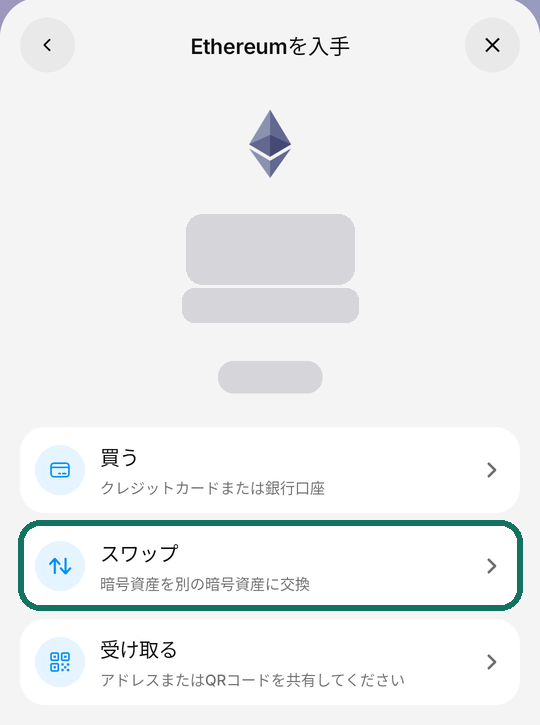 Ethereumを入手
買う
クレジットカードまたは銀行口座
スワップ
暗号資産を別の暗号資産に交換
受け取る
アドレスまたはQRコードを共有してください